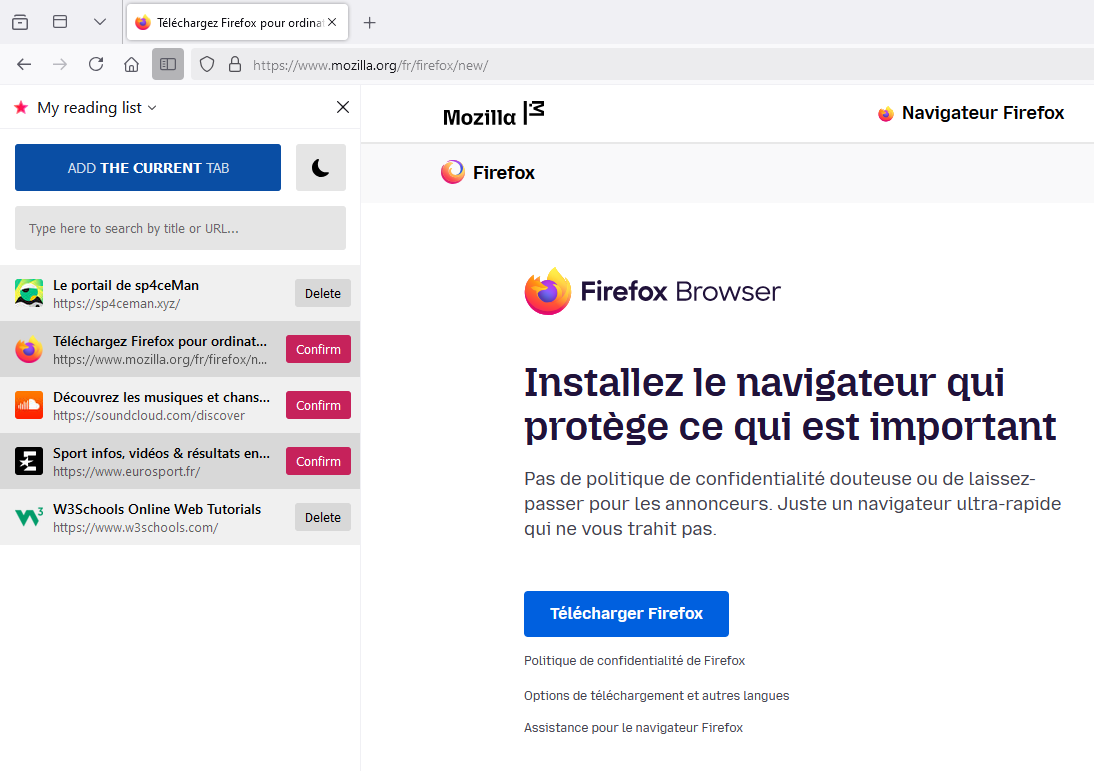 Téléchargez Firefox pour ordinat
https://www.mozilla.org/fr/firefox/new/
My reading list
ADD THE CURRENT TAB
Type here to search by title or URL...
Le portail de sp4ceMan
https://sp4ceman.xyz/
Delete
Téléchargez Firefox pour ordinat...
https://www.mozilla.org/fr/firefox/n...
Confirm
Découvrez les musiques et chans...
https://soundcloud.com/discover
Confirm
Sport infos, vidéos & résultats en...
https://www.eurosport.fr/
Confirm
W3Schools Online Web Tutorials
https://www.w3schools.com/
Delete
Mozilla
Navigateur Firefox
Firefox
Firefox Browser
Installez le navigateur qui
protège ce qui est important
Pas de politique de confidentialité douteuse ou de laissez-
passer pour les annonceurs. Juste un navigateur ultra-rapide
qui ne vous trahit pas.
Télécharger Firefox
Politique de confidentialité de Firefox
Options de téléchargement et autres langues
Assistance pour le navigateur Firefox